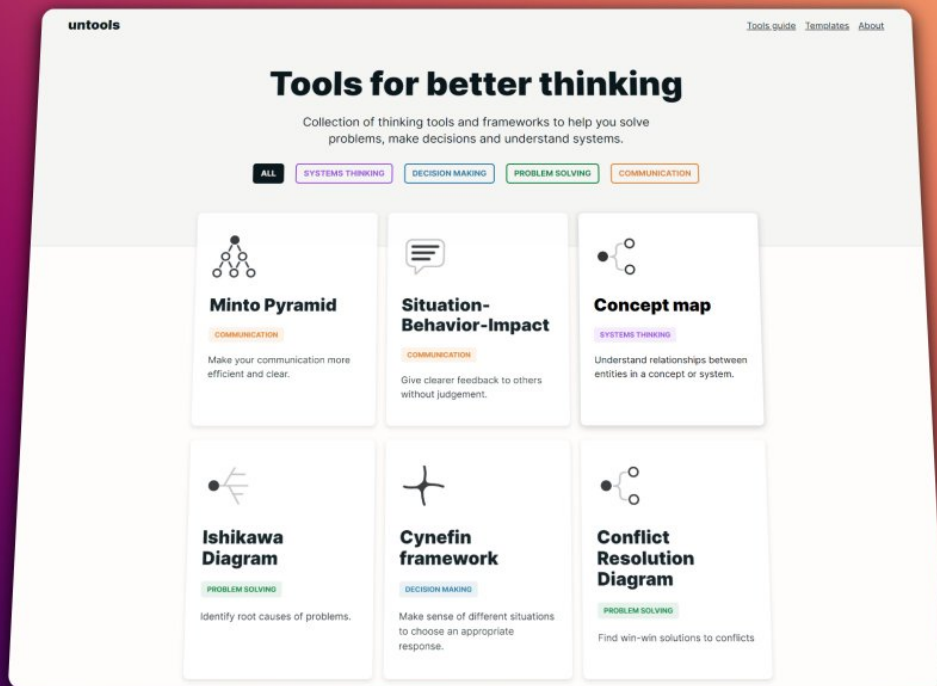 untools
Tools guide Templates About
Tools for better thinking
Collection of thinking tools and frameworks to help you solve
problems, make decisions and understand systems.
ALL SYSTEMS THINKING DECISION MAKING PROBLEM SOLVING COMMUNICATION
Minto Pyramid
COMMUNICATION
Make your communication more
efficient and clear.
Situation-
Behavior-Impact
COMMUNICATION
Give clearer feedback to others
without judgement.
Concept map
SYSTEMS THINKING
Understand relationships between
entities in a concept or system.
Ishikawa
Diagram
PROBLEM SOLVING
Identify root causes of problems.
Cynefin
framework
DECISION MAKING
Make sense of different situations
to choose an appropriate
response.
Conflict
Resolution
Diagram
PROBLEM SOLVING
Find win-win solutions to conflicts